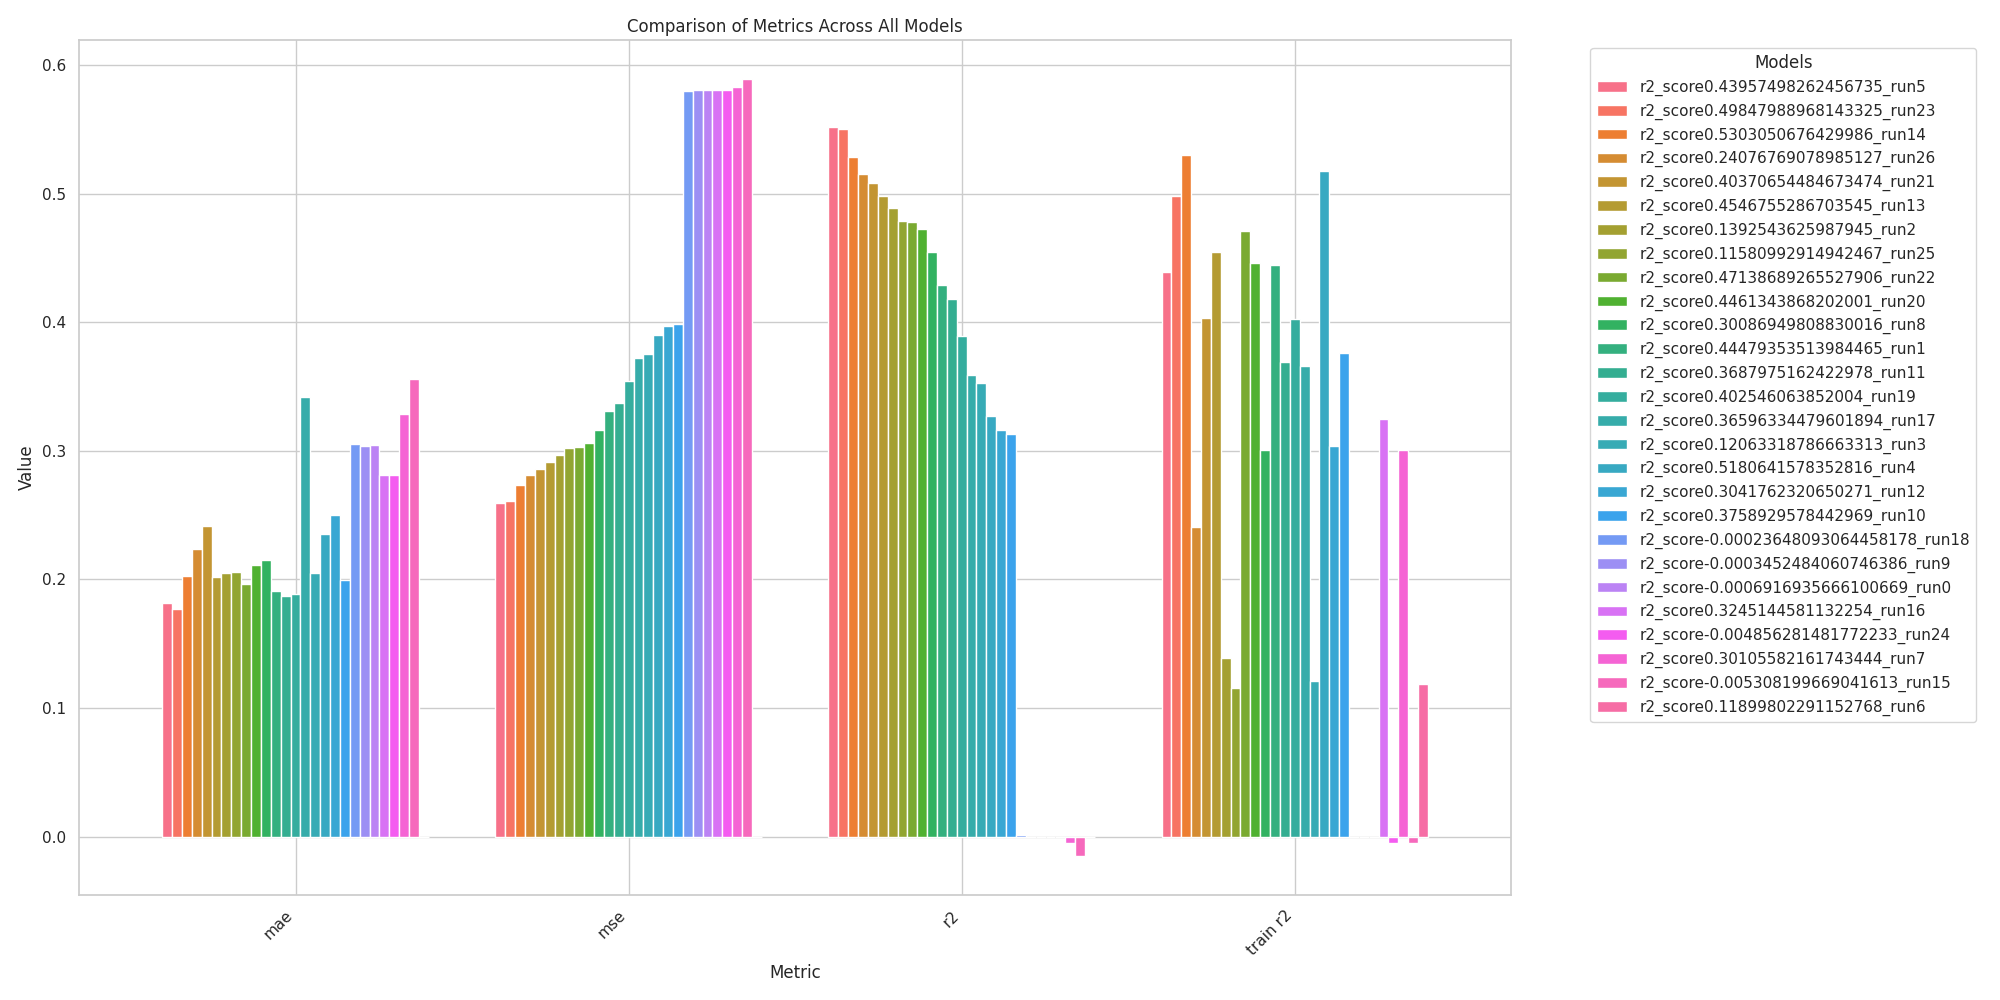 Comparison of Metrics Across All Models
0.6
0.5
0.4
0.3
0.2
0.1
0.0
Value
mae
mse
r2
train r2
Metric
Models
r2_score0.43957498262456735_run5
r2_score0.49847988968143325_run23
r2_score0.5303050676429986_run14
r2_score0.24076769078985127_run26
r2_score0.40370654484673474_run21
r2_score0.4546755286703545_run13
r2_score0.1392543625987945_run2
r2_score0.11580992914942467_run25
r2_score0.47138689265527906_run22
r2_score0.4461343868202001_run20
r2_score0.30086949808830016_run8
r2_score0.44479353513984465_run1
r2_score0.3687975162422978_run11
r2_score0.402546063852004_run19
r2_score0.36596334479601894_run17
r2_score0.12063318786663313_run3
r2_score0.5180641578352816_run4
r2_score0.3041762320650271_run12
r2_score0.3758929578442969_run10
r2_score-0.00023648093064458178_run18
r2_score-0.0003452484060746386_run9
r2_score-0.0006916935666100669_run0
r2_score0.3245144581132254_run16
r2_score-0.004856281481772233_run24
r2_score0.30105582161743444_run7
r2_score-0.005308199669041613_run15
r2_score0.11899802291152768_run6